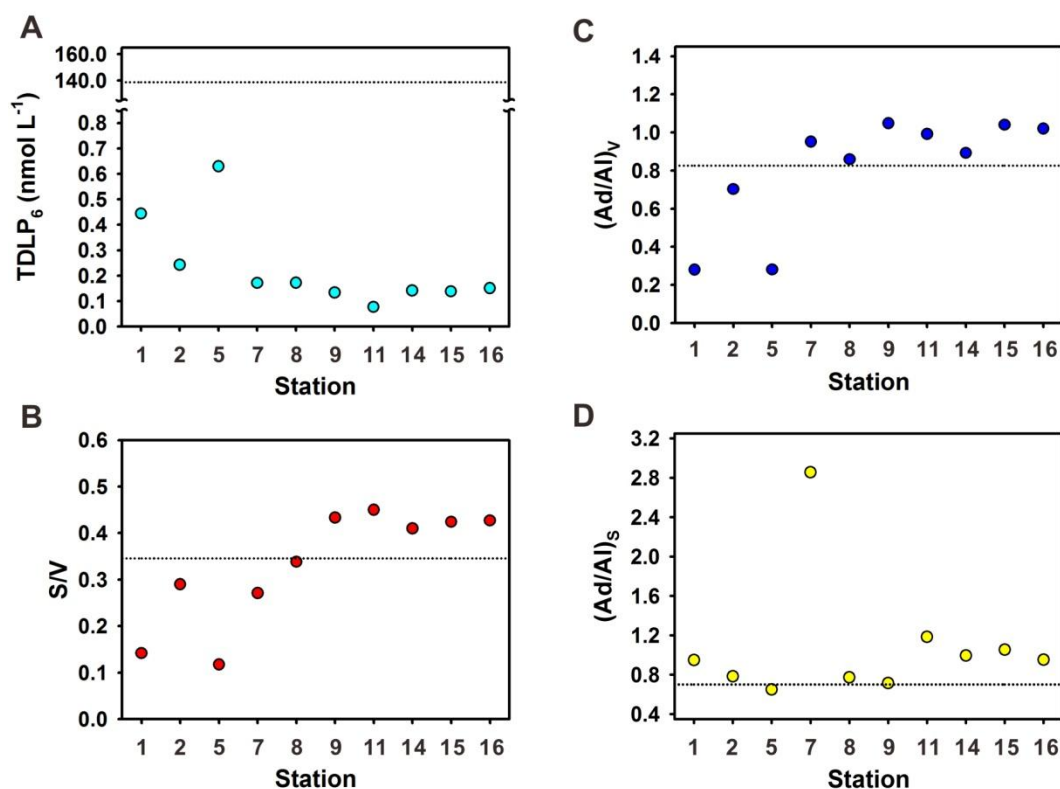 A
TDLP6 (nmol L-1)
160.0
140.0
0.8
0.7
0.6
0.5
0.4
0.3
0.2
0.1
0.0
1 2 5 7 8 9 11 14 15 16
Station
B
S/V
0.6
0.5
0.4
0.3
0.2
0.1
0.0
1 2 5 7 8 9 11 14 15 16
Station
C
(Ad/Al)V
1.4
1.2
1.0
0.8
0.6
0.4
0.2
0.0
1 2 5 7 8 9 11 14 15 16
Station
D
(Ad/Al)S
3.2
2.8
2.4
2.0
1.6
1.2
0.8
0.4
1 2 5 7 8 9 11 14 15 16
Station